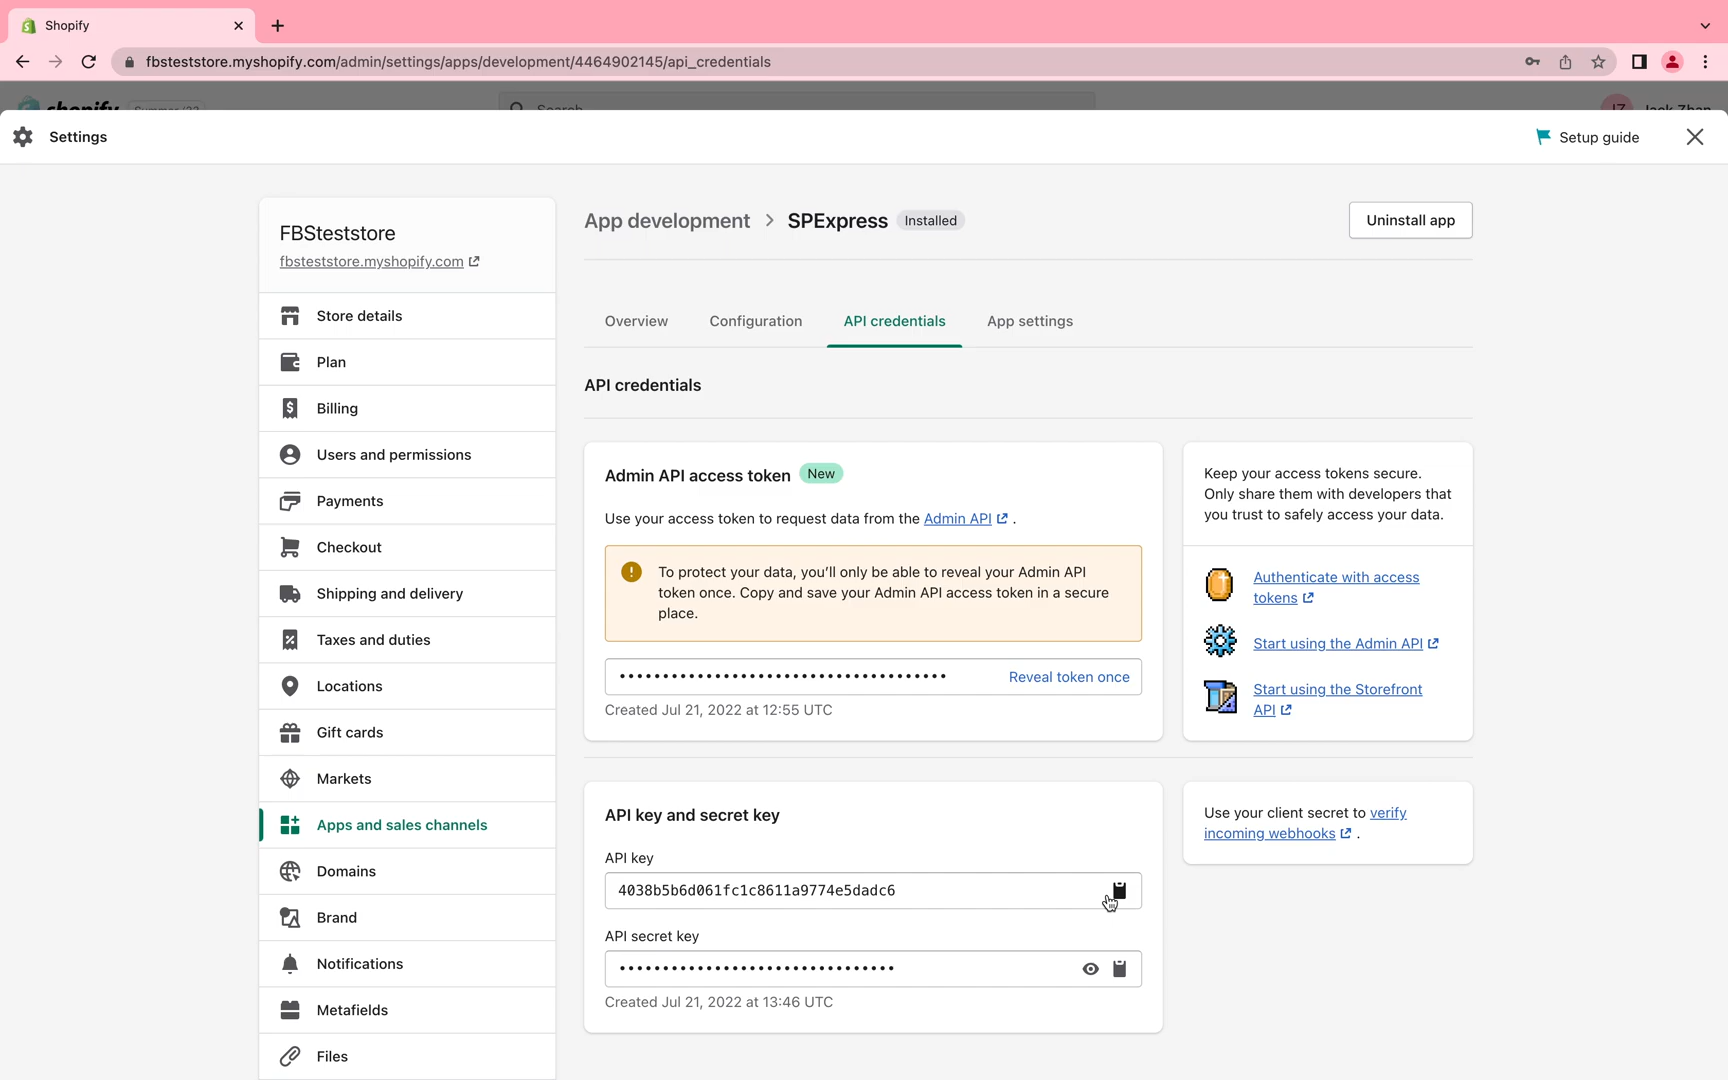 Shopify
fbsteststore.myshopify.com/admin/settings/apps/development/4464902145/api_credentials
shopify
Search
Settings
Setup guide
FBSteststore
fbsteststore.myshopify.com
Store details
Plan
Billing
Users and permissions
Payments
Checkout
Shipping and delivery
Taxes and duties
Locations
Gift cards
Markets
Apps and sales channels
Domains
Brand
Notifications
Metafields
Files
App development > SPExpress Installed
Uninstall app
Overview
Configuration
API credentials
App settings
API credentials
Admin API access token New
Use your access token to request data from the Admin API .
To protect your data, you’ll only be able to reveal your Admin API
token once. Copy and save your Admin API access token in a secure
place.
•••••••••••••••••••••••••••••••••••••• Reveal token once
Created Jul 21, 2022 at 12:55 UTC
Keep your access tokens secure.
Only share them with developers that
you trust to safely access your data.
Authenticate with access
tokens
Start using the Admin API
Start using the Storefront
API
API key and secret key
API key
4038b5b6d061fc1c8611a9774e5dadc6
API secret key
••••••••••••••••••••••••••••••••
Created Jul 21, 2022 at 13:46 UTC
Use your client secret to verify
incoming webhooks .